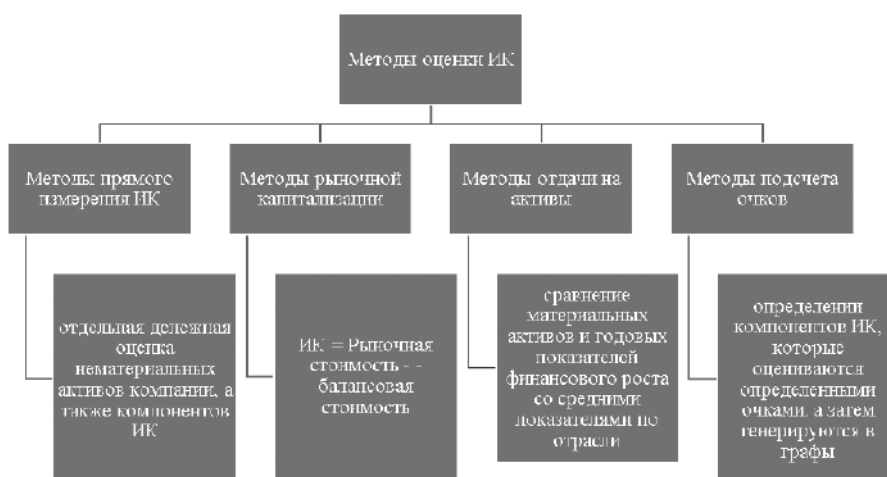 Методы оценки ИК
Методы прямого
измерения ИК
Методы рыночной
капитализации
Методы отдачи на
активы
Методы подсчета
очков
отдельная денежная
оценка
нематериальных
активов компании, а
также компонентов
ИК
ИК = Рыночная
стоимость - -
балансовая
стоимость
сравнение
материальных
активов и годовых
показателей
финансового роста
со средними
показателями по
отрасли
определении
компонентов ИК,
которые
оцениваются
определенными
очками, а затем
генерируются в
графы